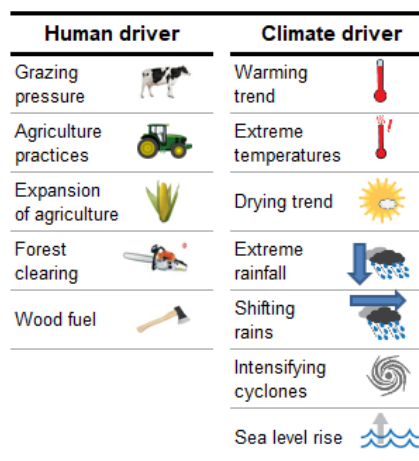 Human driver
Grazing
pressure
Agriculture
practices
Expansion
of agriculture
Forest
clearing
Wood fuel
Climate driver
Warming
trend
Extreme
temperatures
Drying trend
Extreme
rainfall
Shifting
rains
Intensifying
cyclones
Sea level rise